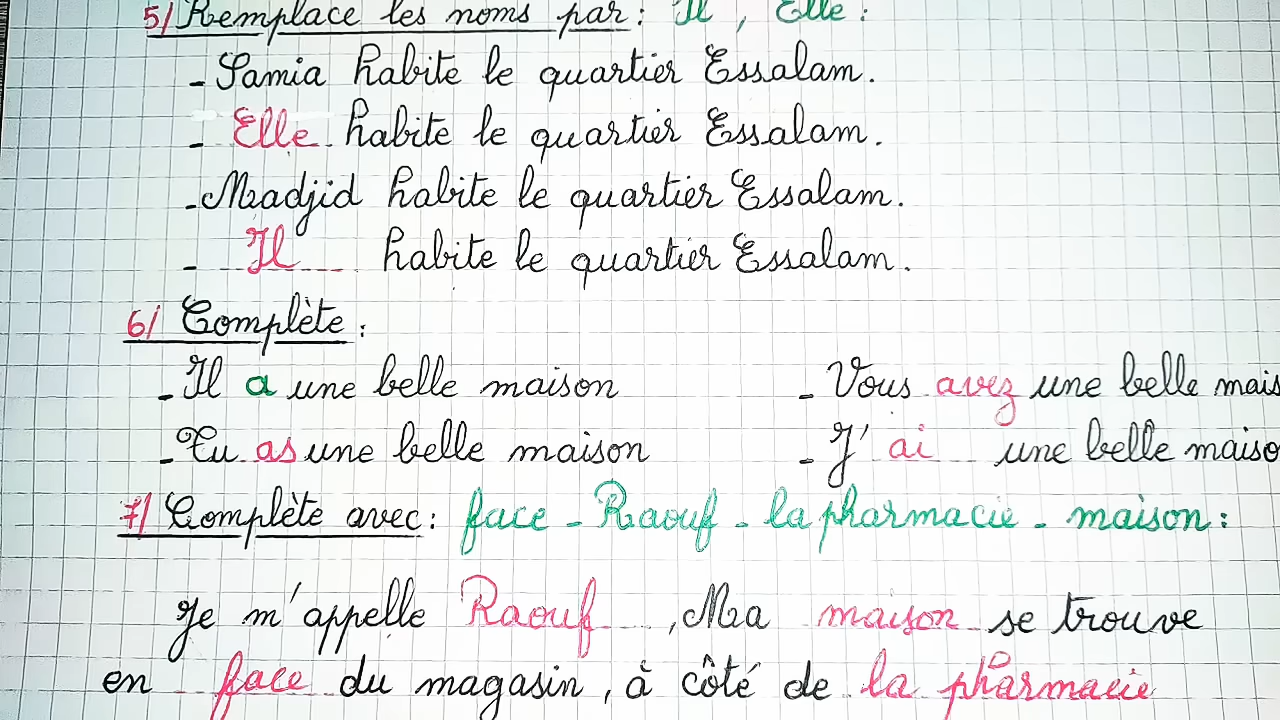 5/ Remplace les noms par : Il , Elle :
- Samia habite le quartier Essalam.
- Elle habite le quartier Essalam.
- Madjid habite le quartier Essalam.
- Il habite le quartier Essalam.
6/ Complète :
- Il a une belle maison - Vous avez une belle mais
- Tu as une belle maison - J' ai une belle maiso
7/ Complète avec : face - Raouf - la pharmacie - maison :
Je m'appelle Raouf , Ma maison se trouve
en face du magasin , à côté de la pharmacie